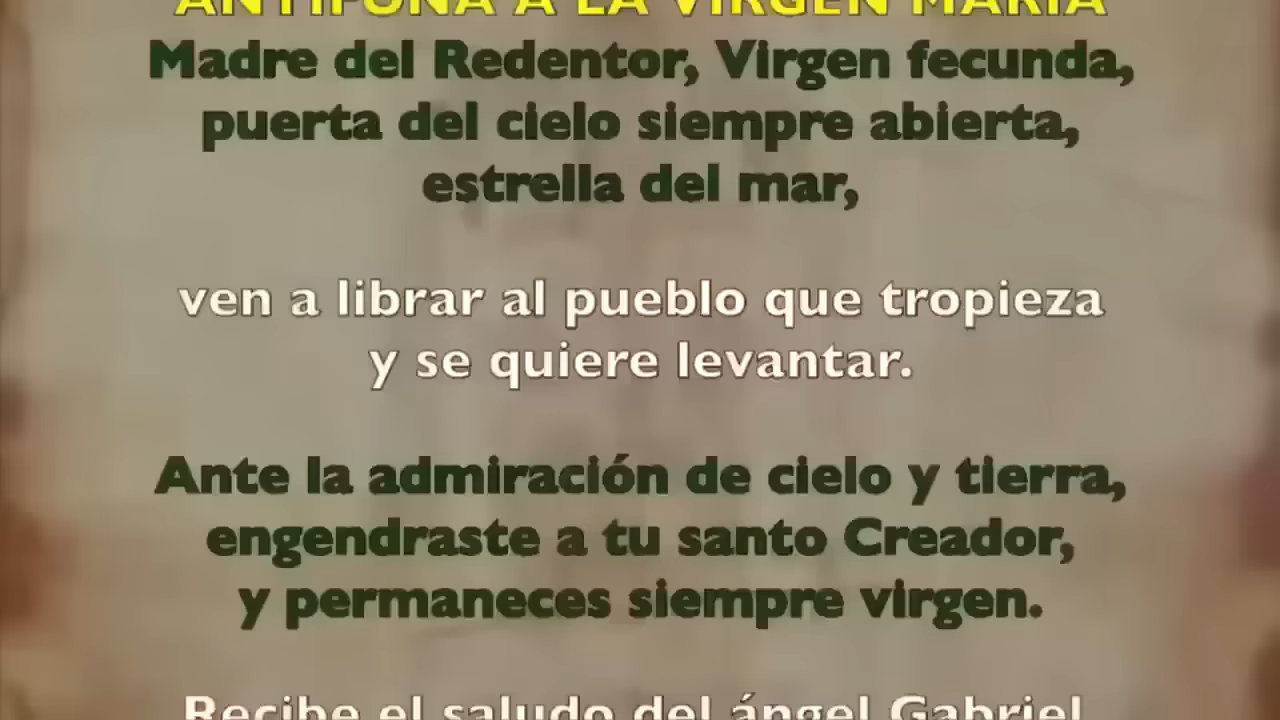 ANTÍFONA A LA VIRGEN MARÍA
Madre del Redentor, Virgen fecunda,
puerta del cielo siempre abierta,
estrella del mar,
ven a librar al pueblo que tropieza
y se quiere levantar.
Ante la admiración de cielo y tierra,
engendraste a tu santo Creador,
y permaneces siempre virgen.
Recibe el saludo del ángel Gabriel